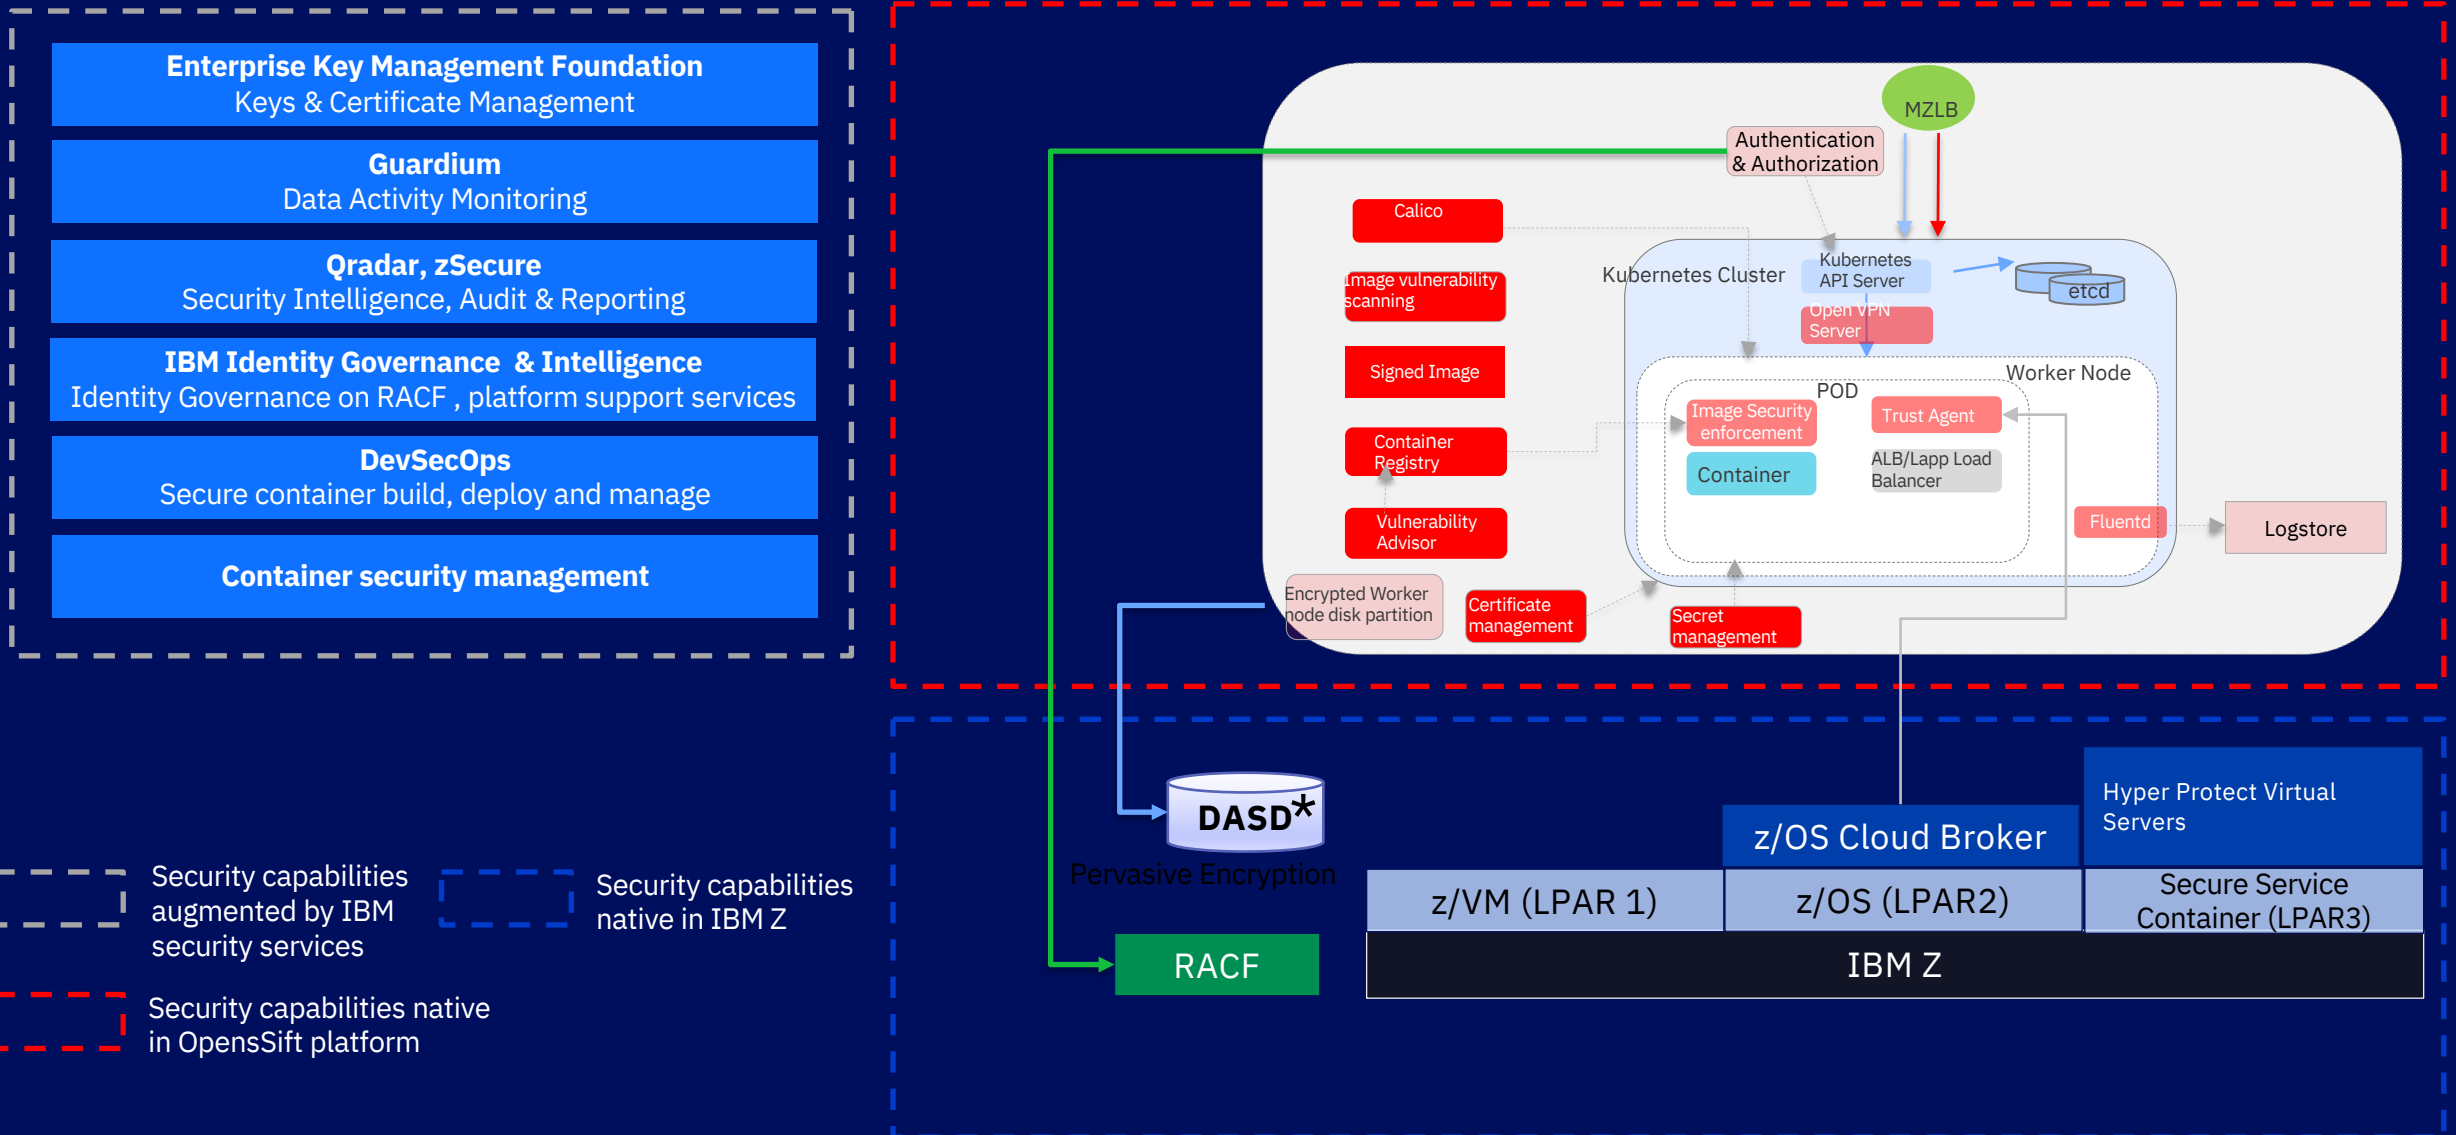 Enterprise Key Management Foundation
Keys & Certificate Management
Guardium
Data Activity Monitoring
Qradar, zSecure
Security Intelligence, Audit & Reporting
IBM Identity Governance & Intelligence
Identity Governance on RACF , platform support services
DevSecOps
Secure container build, deploy and manage
Container security management
Security capabilities
augmented by IBM
security services
Security capabilities
native in IBM Z
Security capabilities native
in OpensSift platform
MZLB
Authentication
& Authorization
Calico
Image vulnerability
scanning
Signed Image
Container
Registry
Vulnerability
Advisor
Encrypted Worker
node disk partition
Certificate
management
Secret
management
Kubernetes Cluster
Kubernetes
API Server
etcd
Open VPN
Server
Worker Node
POD
Image Security
enforcement
Trust Agent
Container
ALB/Lapp Load
Balancer
Fluentd
Logstore
DASD*
Pervasive Encryption
RACF
z/OS Cloud Broker
Hyper Protect Virtual
Servers
z/VM (LPAR 1)
z/OS (LPAR2)
Secure Service
Container (LPAR3)
IBM Z